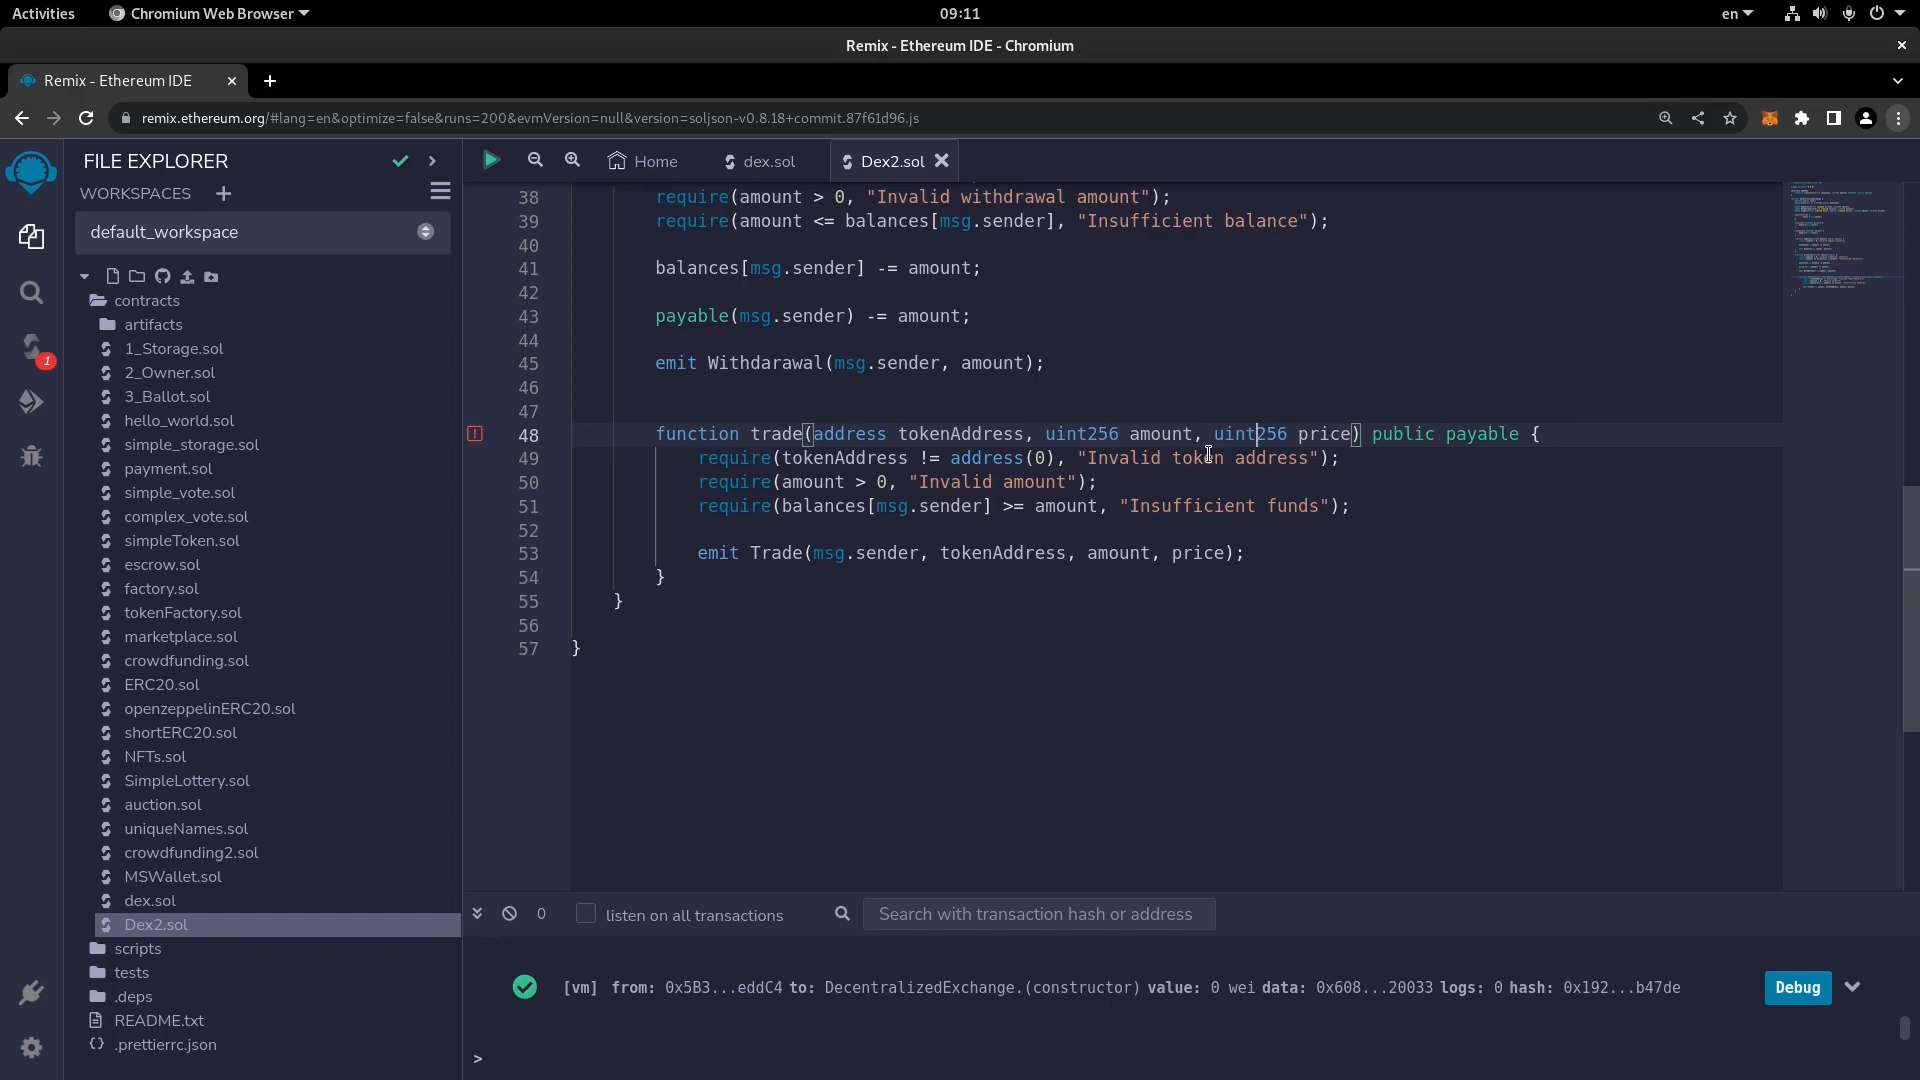 Activities
Chromium Web Browser
09:11
en
Remix - Ethereum IDE - Chromium
Remix - Ethereum IDE
remix.ethereum.org/#lang=en&optimize=false&runs=200&evmVersion=null&version=soljson-v0.8.18+commit.87f61d96.js
FILE EXPLORER
WORKSPACES
default_workspace
contracts
artifacts
1_Storage.sol
2_Owner.sol
3_Ballot.sol
hello_world.sol
simple_storage.sol
payment.sol
simple_vote.sol
complex_vote.sol
simpleToken.sol
escrow.sol
factory.sol
tokenFactory.sol
marketplace.sol
crowdfunding.sol
ERC20.sol
openzeppelinERC20.sol
shortERC20.sol
NFTs.sol
SimpleLottery.sol
auction.sol
uniqueNames.sol
crowdfunding2.sol
MSWallet.sol
dex.sol
Dex2.sol
scripts
tests
.deps
README.txt
.prettierrc.json
1
Home
dex.sol
Dex2.sol
38 require(amount > 0, "Invalid withdrawal amount");
39 require(amount <= balances[msg.sender], "Insufficient balance");
40
41 balances[msg.sender] -= amount;
42
43 payable(msg.sender) -= amount;
44
45 emit Withdarawal(msg.sender, amount);
46
47
48 function trade(address tokenAddress, uint256 amount, uint256 price) public payable {
49 require(tokenAddress != address(0), "Invalid token address");
50 require(amount > 0, "Invalid amount");
51 require(balances[msg.sender] >= amount, "Insufficient funds");
52
53 emit Trade(msg.sender, tokenAddress, amount, price);
54 }
55 }
56
57 }
0
listen on all transactions
Search with transaction hash or address
[vm] from: 0x5B3...eddC4 to: DecentralizedExchange.(constructor) value: 0 wei data: 0x608...20033 logs: 0 hash: 0x192...b47de
Debug
>